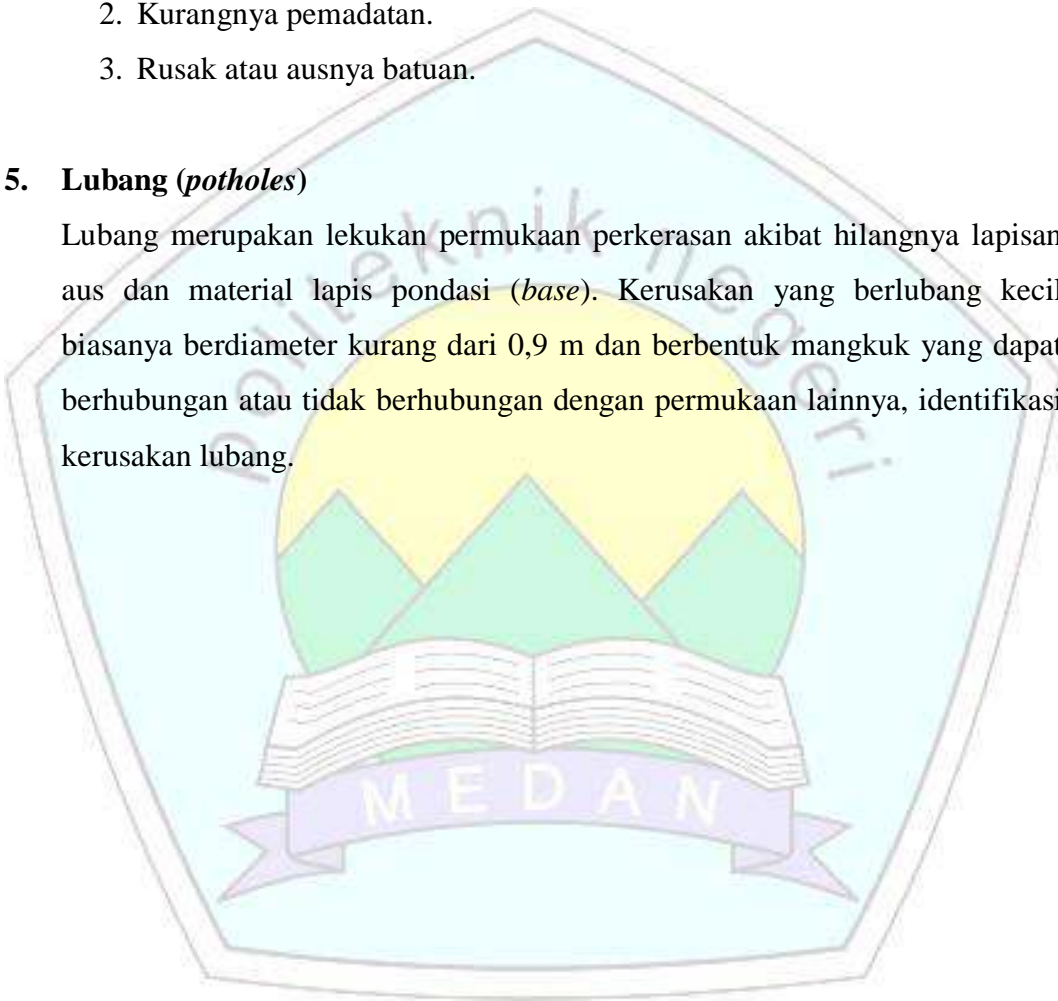 2. Kurangnya pemadatan.
3. Rusak atau ausnya batuan.
5. Lubang (potholes)
Lubang merupakan lekukan permukaan perkerasan akibat hilangnya lapisan
aus dan material lapis pondasi (base). Kerusakan yang berlubang kecil
biasanya berdiameter kurang dari 0,9 m dan berbentuk mangkuk yang dapat
berhubungan atau tidak berhubungan dengan permukaan lainnya, identifikasi
kerusakan lubang.
politeknik negeri
MEDAN